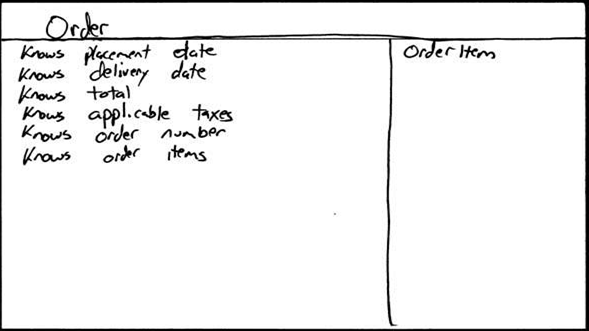 Order
Knows placement date
Knows delivery date
Knows total
Knows applicable taxes
Knows order number
Knows order items
Order Item